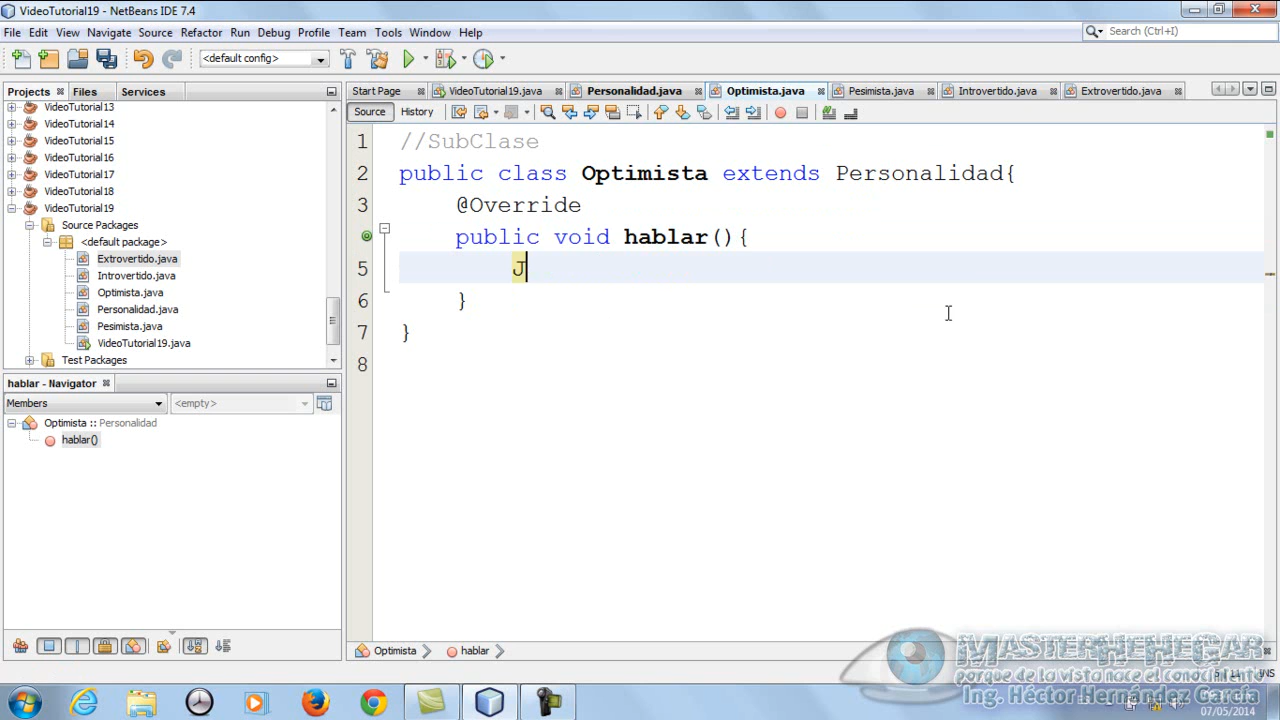 VideoTutorial19 - NetBeans IDE 7.4
File Edit View Navigate Source Refactor Run Debug Profile Team Tools Window Help
Search (Ctrl+I)
<default config>
Projects Files Services
Start Page VideoTutorial19.java Personalidad.java Optimista.java Pesimista.java Introvertido.java Extrovertido.java
Source History
VideoTutorial13
VideoTutorial14
VideoTutorial15
VideoTutorial16
VideoTutorial17
VideoTutorial18
VideoTutorial19
Source Packages
<default package>
Extrovertido.java
Introvertido.java
Optimista.java
Personalidad.java
Pesimista.java
VideoTutorial19.java
Test Packages
hablar - Navigator
Members <empty>
Optimista :: Personalidad
hablar()
1 //SubClase
2 public class Optimista extends Personalidad{
3 @Override
public void hablar(){
5 J
6 }
7 }
8
Optimista hablar
MASTERHEHEGAR
porque de la vista nace el conocimiento
Ing. Héctor Hernández García
INS
07/05/2014